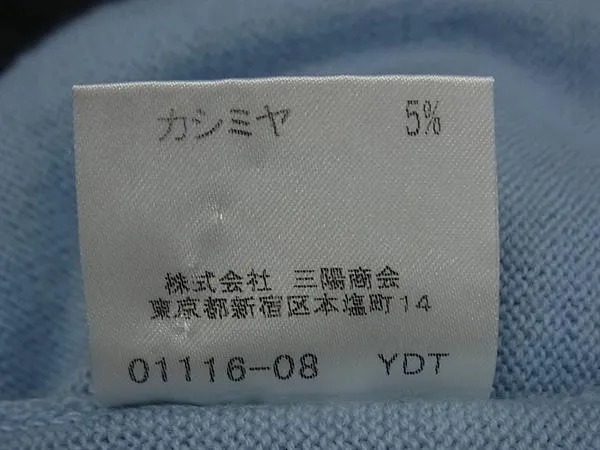 カシミヤ 5%
株式会社 三陽商会
東京都新宿区本塩町14
01116-08 YDT